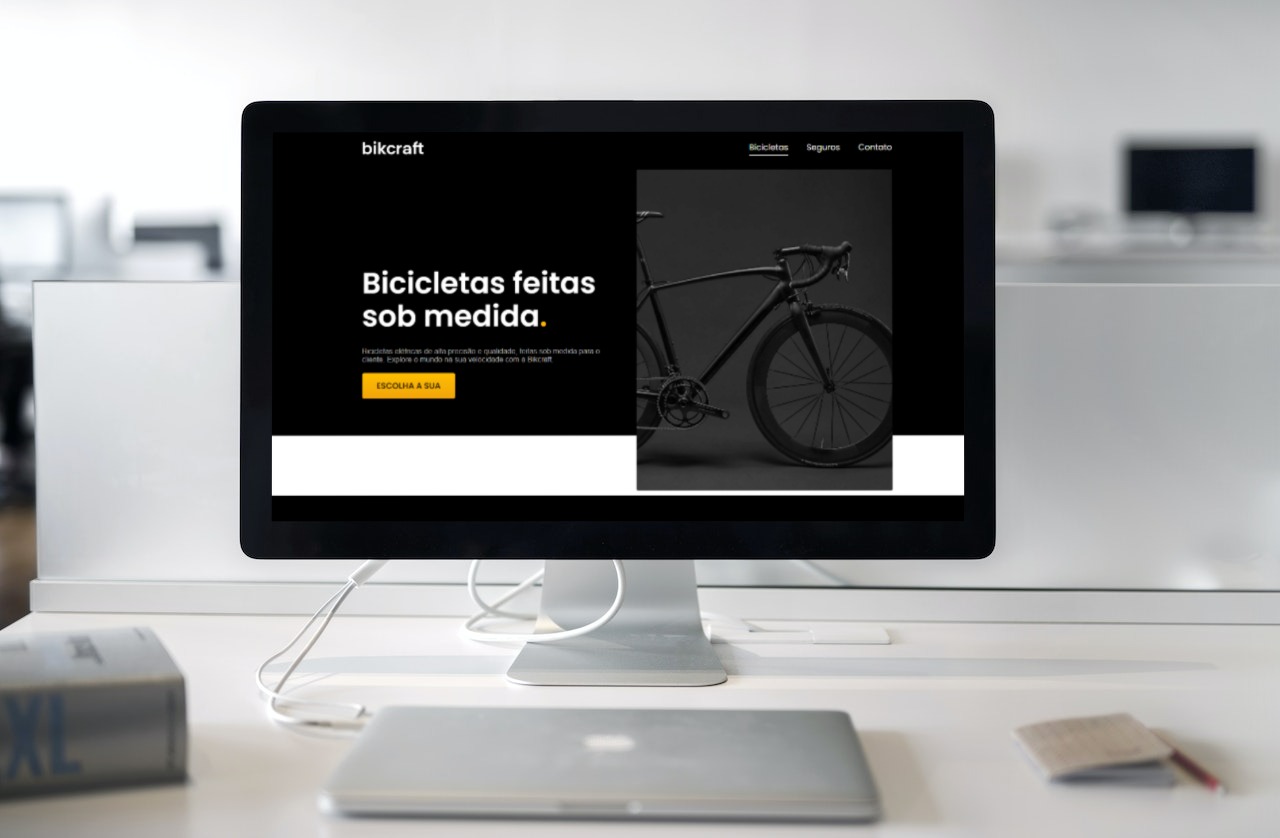 bikcraft
Bicicletas Seguros Contato
Bicicletas feitas
sob medida.
Bicicletas elétricas de alta precisão e qualidade, feitas sob medida para o
cliente. Explore o mundo na sua velocidade com a Bikcraft.
ESCOLHA A SUA
XL